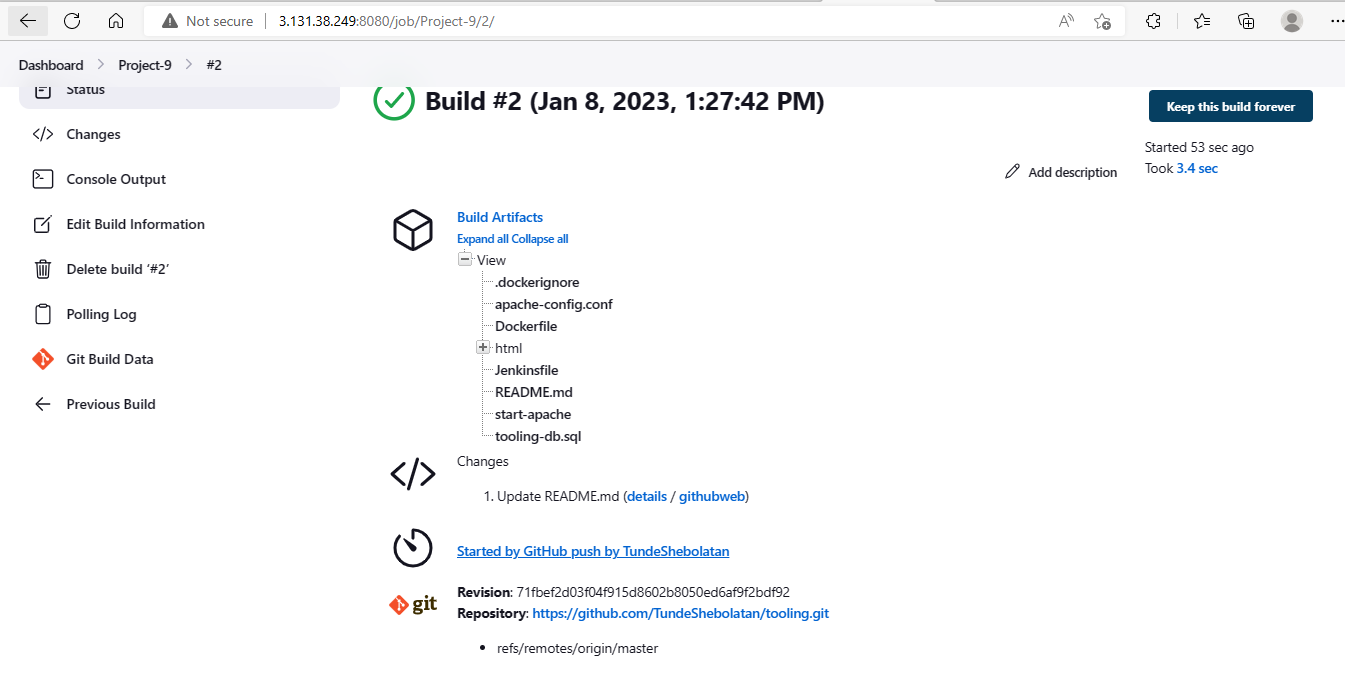 Not secure | 3.131.38.249:8080/job/Project-9/2/
Dashboard > Project-9 > #2
Status
Changes
Console Output
Edit Build Information
Delete build ‘#2’
Polling Log
Git Build Data
Previous Build
Build #2 (Jan 8, 2023, 1:27:42 PM)
Keep this build forever
Started 53 sec ago
Took 3.4 sec
Add description
Build Artifacts
Expand all Collapse all
View
.dockerignore
apache-config.conf
Dockerfile
html
Jenkinsfile
README.md
start-apache
tooling-db.sql
Changes
1. Update README.md (details / githubweb)
Started by GitHub push by TundeShebolatan
git
Revision: 71fbef2d03f04f915d8602b8050ed6af9f2bdf92
Repository: https://github.com/TundeShebolatan/tooling.git
• refs/remotes/origin/master